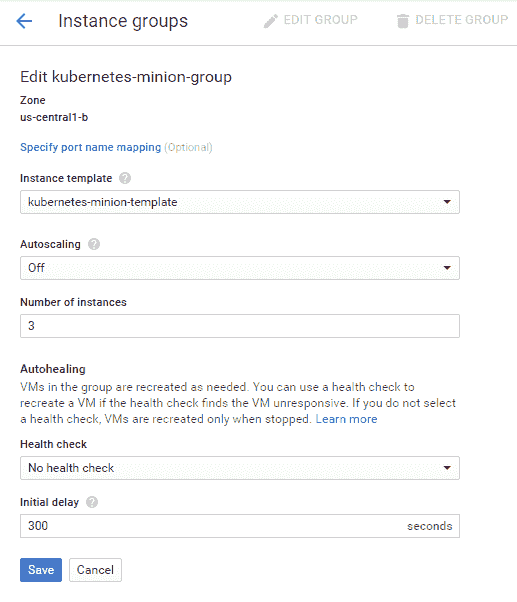 Instance groups
EDIT GROUP
DELETE GROUP
Edit kubernetes-minion-group
Zone
us-central1-b
Specify port name mapping (Optional)
Instance template
kubernetes-minion-template
Autoscaling
Off
Number of instances
3
Autohealing
VMs in the group are recreated as needed. You can use a health check to
recreate a VM if the health check finds the VM unresponsive. If you do not select
a health check, VMs are recreated only when stopped. Learn more
Health check
No health check
Initial delay
300 seconds
Save Cancel